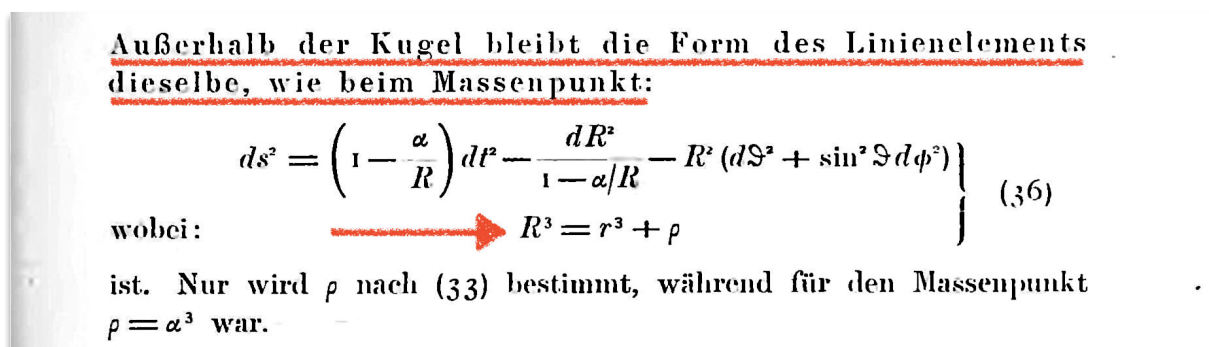 Außerhalb der Kugel bleibt die Form des Linienelements
dieselbe, wie beim Massenpunkt:
ds² = (1 − α/R) dt² − dR²/(1 − α/R) − R² (dϑ² + sin² ϑ dφ²)
(36)
wobei: R³ = r³ + ρ
ist. Nur wird ρ nach (33) bestimmt, während für den Massenpunkt
ρ = α³ war.